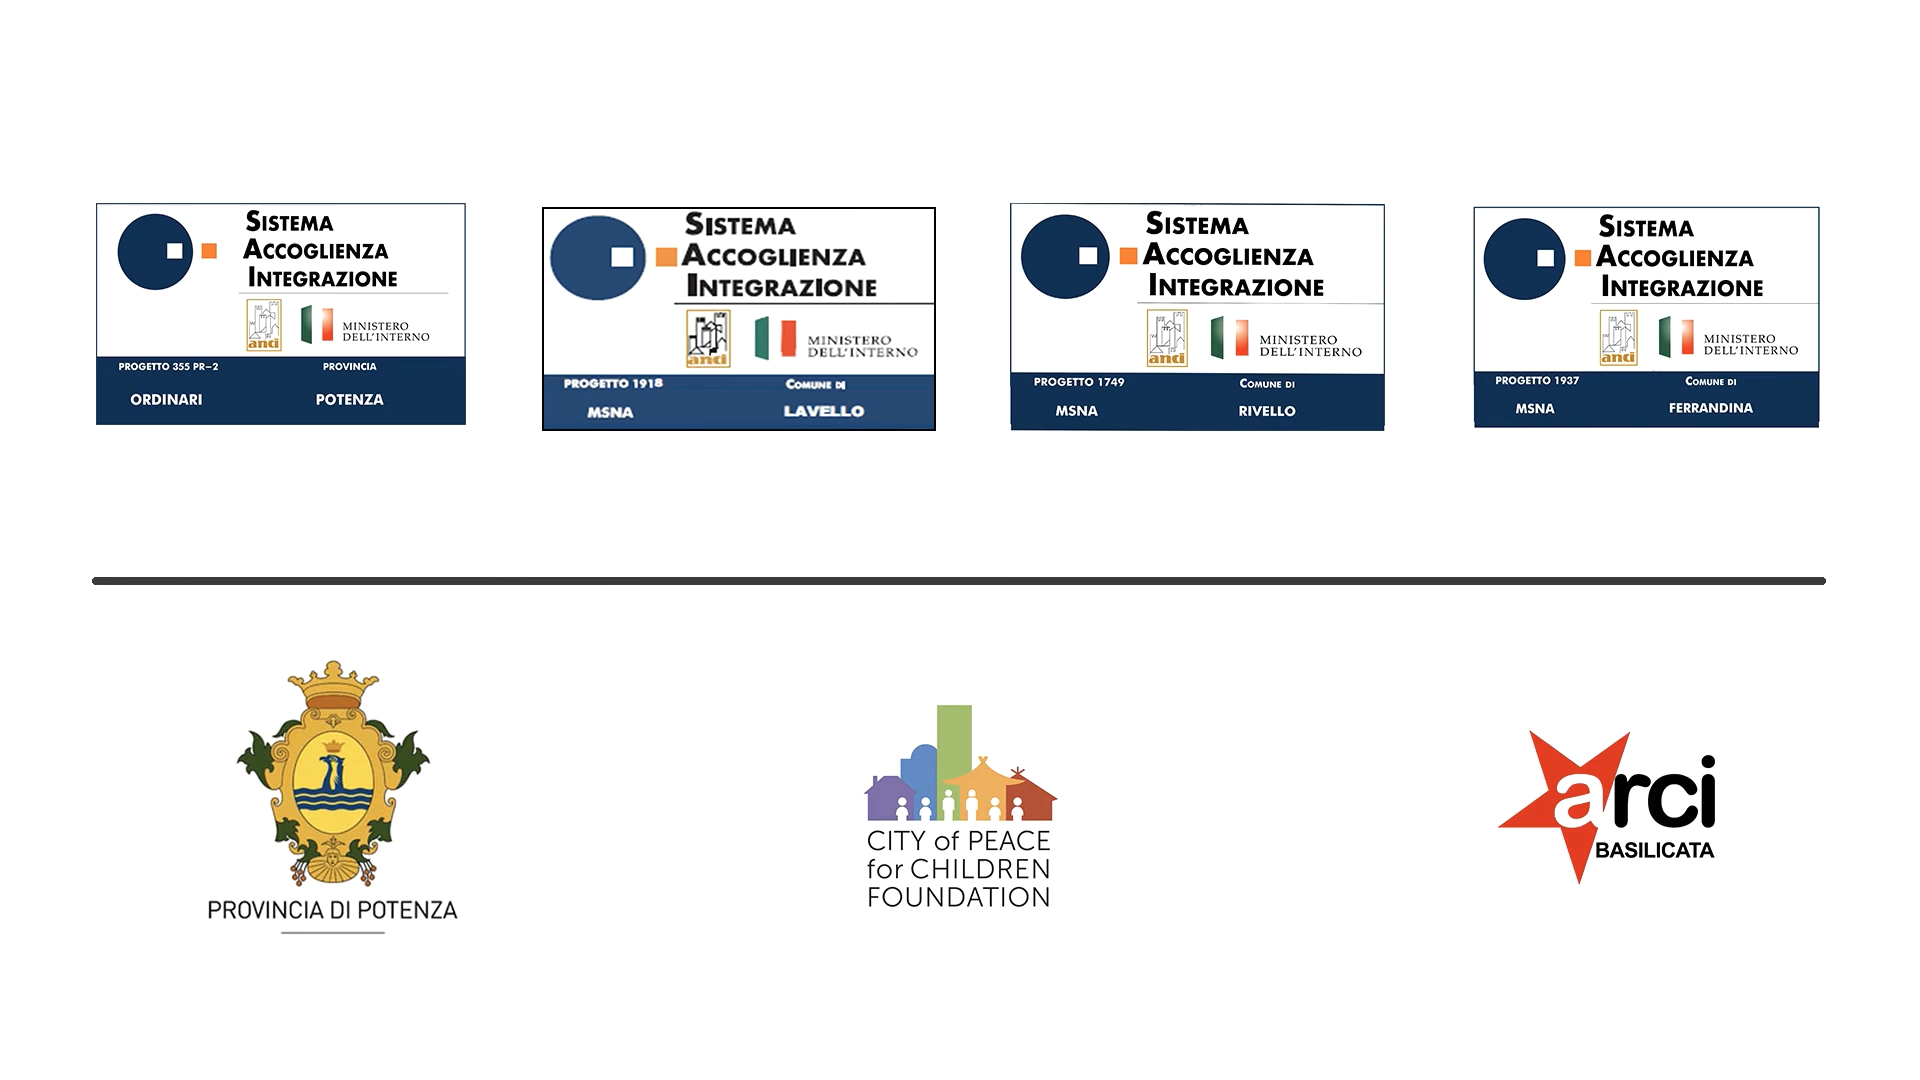 SISTEMA
ACCOGLIENZA
INTEGRAZIONE
anci
MINISTERO
DELL'INTERNO
PROGETTO 355 PR-2 PROVINCIA
ORDINARI POTENZA
SISTEMA
ACCOGLIENZA
INTEGRAZIONE
anci
MINISTERO
DELL'INTERNO
PROGETTO 1918 COMUNE DI
MSNA LAVELLO
SISTEMA
ACCOGLIENZA
INTEGRAZIONE
anci
MINISTERO
DELL'INTERNO
PROGETTO 1749 COMUNE DI
MSNA RIVELLO
SISTEMA
ACCOGLIENZA
INTEGRAZIONE
anci
MINISTERO
DELL'INTERNO
PROGETTO 1937 COMUNE DI
MSNA FERRANDINA
PROVINCIA DI POTENZA
CITY of PEACE
for CHILDREN
FOUNDATION
arci
BASILICATA